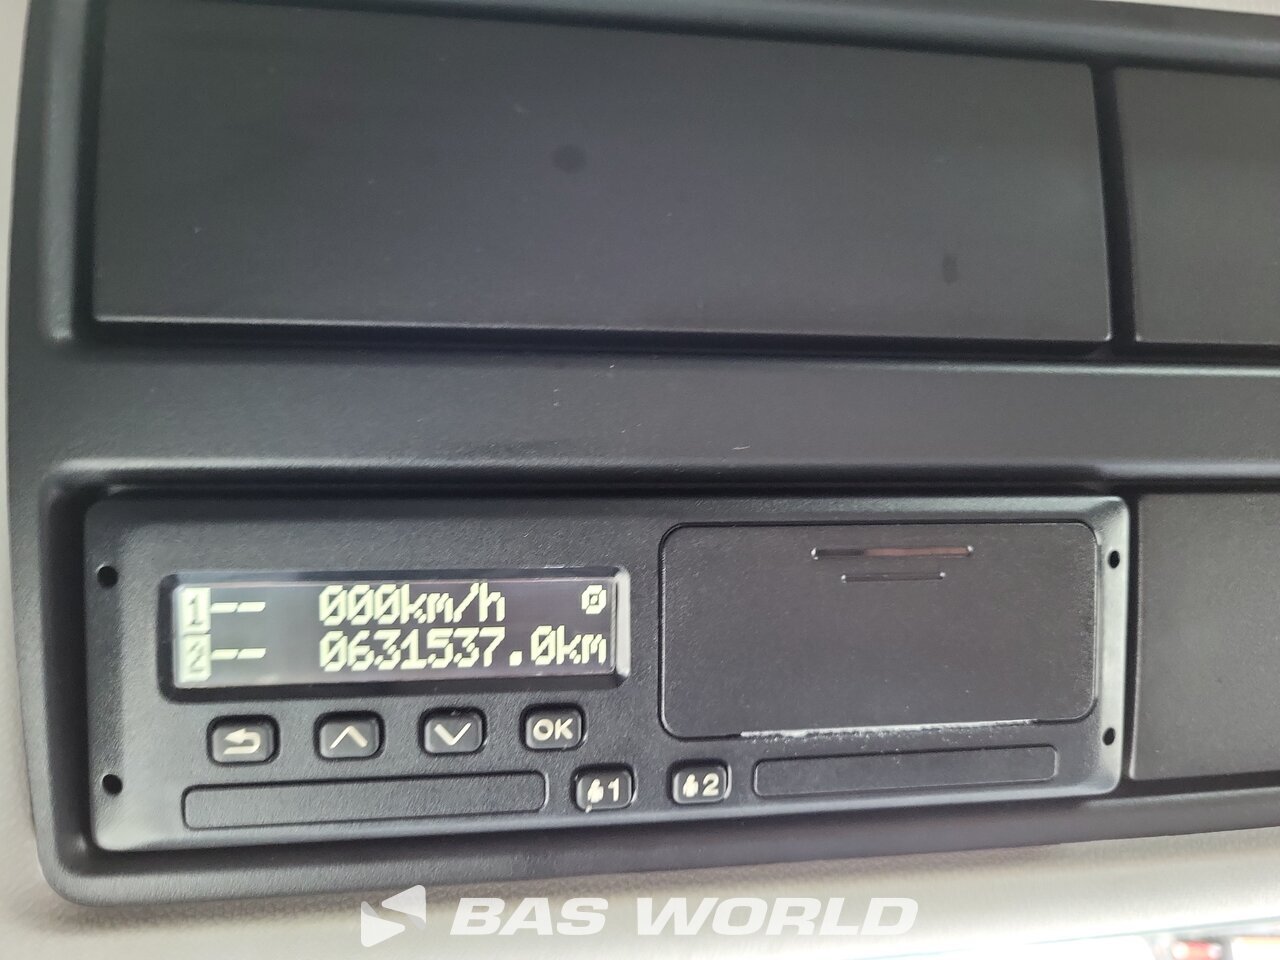 1-- 000km/h
2-- 0631537.0km
OK
1 2
BAS WORLD